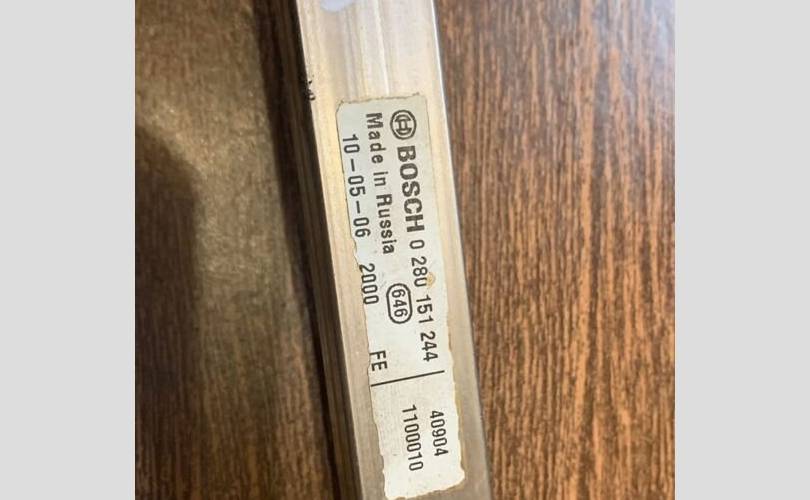 BOSCH 0 280 151 244
Made in Russia 646
10-05-06 2000 FE
40904
1100010